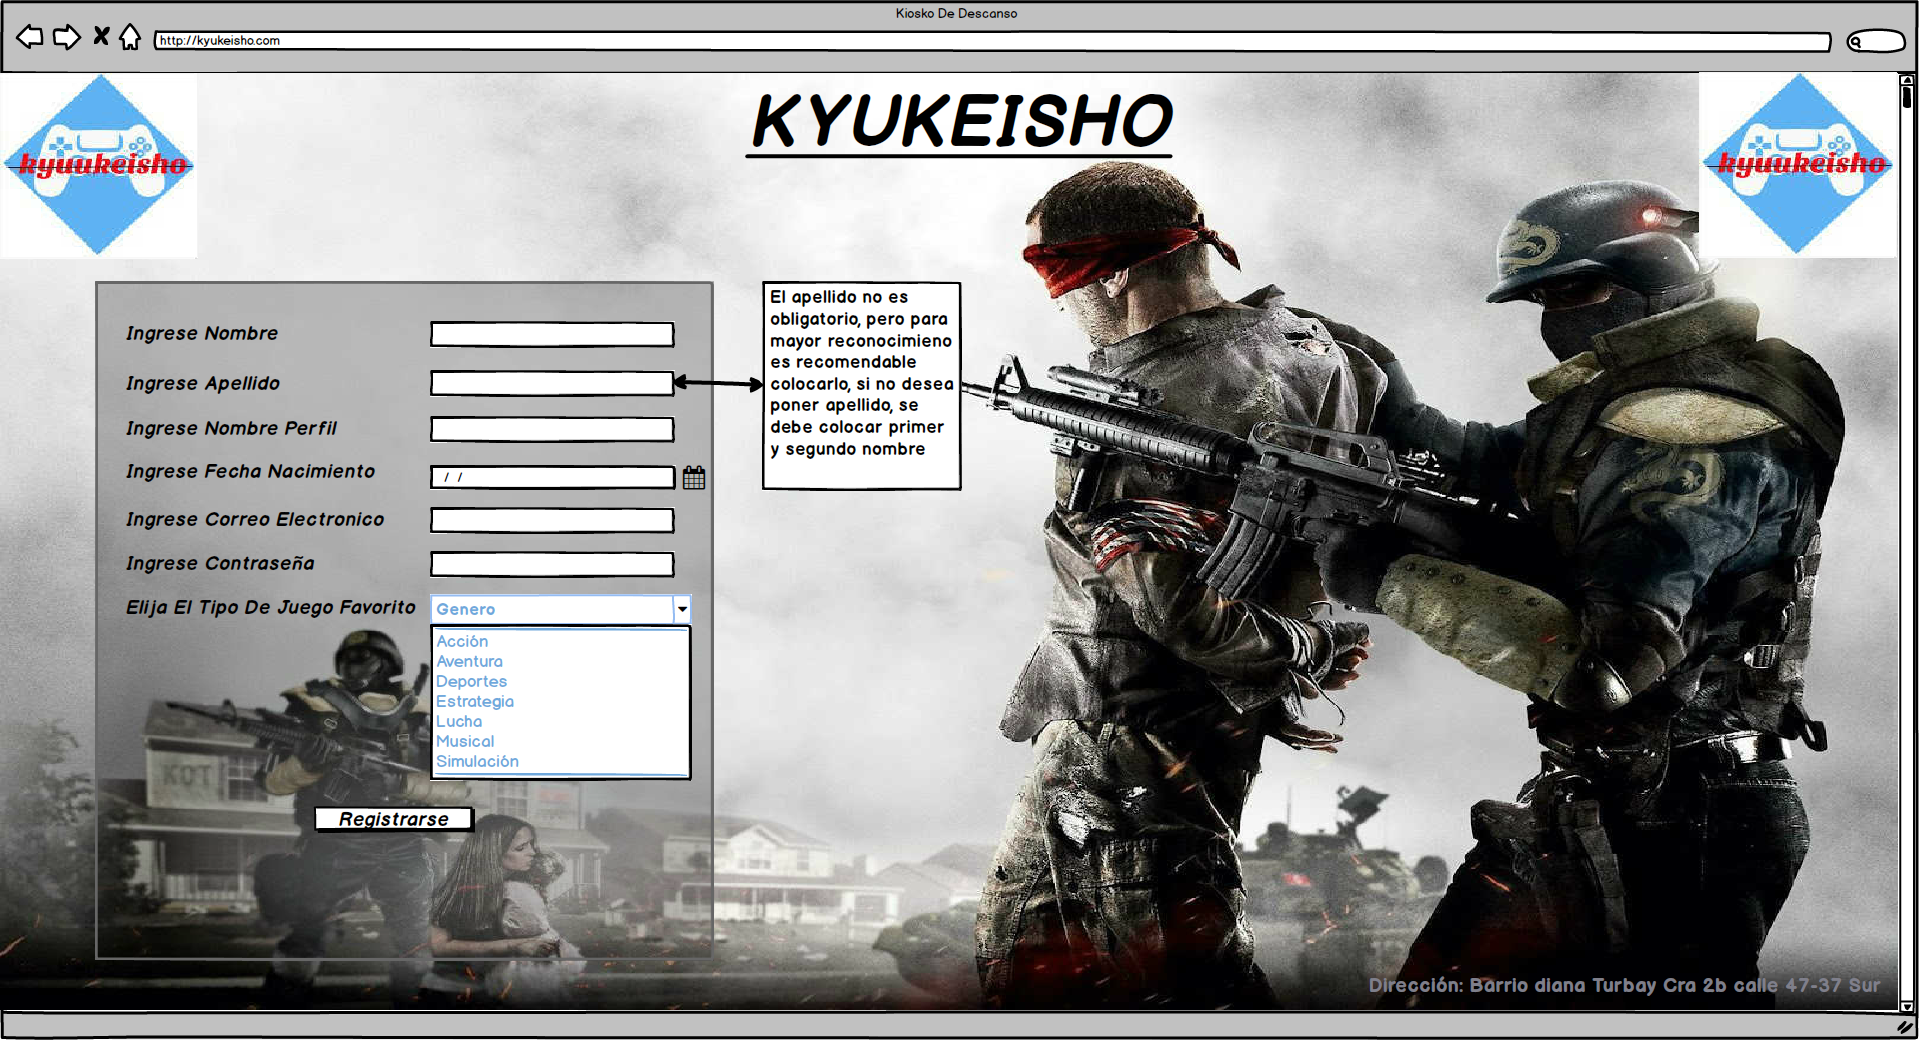 Kiosko De Descanso
http://kyukeisho.com
KYUKEISHO
kyuukeisho
kyuukeisho
Ingrese Nombre
Ingrese Apellido
Ingrese Nombre Perfil
Ingrese Fecha Nacimiento
/ /
Ingrese Correo Electronico
Ingrese Contraseña
Elija El Tipo De Juego Favorito
Genero
Acción
Aventura
Deportes
Estrategia
Lucha
Musical
Simulación
Registrarse
El apellido no es
obligatorio, pero para
mayor reconocimieno
es recomendable
colocarlo, si no desea
poner apellido, se
debe colocar primer
y segundo nombre
Dirección: Barrio diana Turbay Cra 2b calle 47-37 Sur